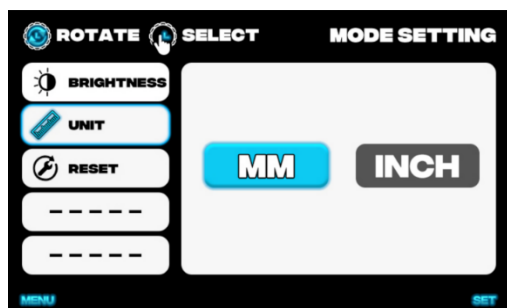 ROTATE SELECT MODE SETTING
BRIGHTNESS
UNIT
RESET
- - - - -
- - - - -
MM INCH
MENU SET